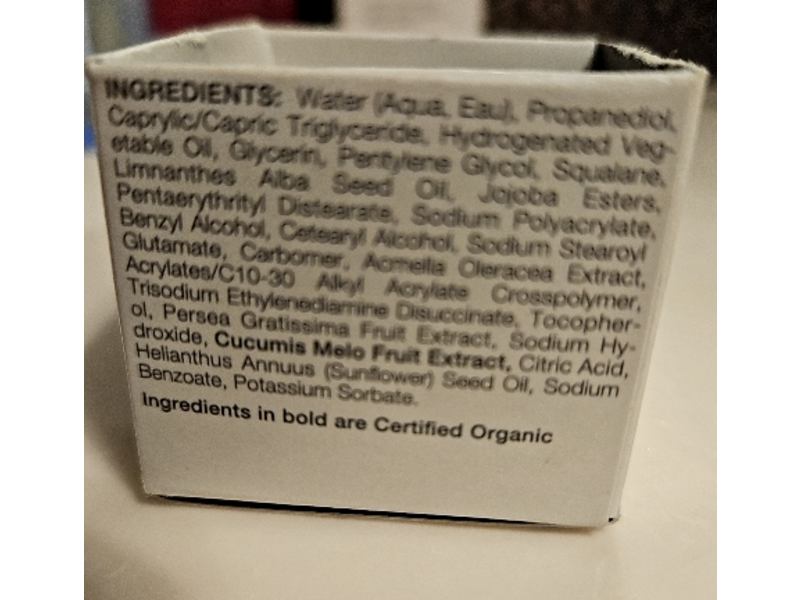 INGREDIENTS: Water (Aqua, Eau), Propanediol,
Caprylic/Capric Triglyceride, Hydrogenated Veg-
etable Oil, Glycerin, Pentylene Glycol, Squalane,
Limnanthes Alba Seed Oil, Jojoba Esters,
Pentaerythrityl Distearate, Sodium Polyacrylate,
Benzyl Alcohol, Cetearyl Alcohol, Sodium Stearoyl
Glutamate, Carbomer, Acmella Oleracea Extract,
Acrylates/C10-30 Alkyl Acrylate Crosspolymer,
Trisodium Ethylenediamine Disuccinate, Tocopher-
ol, Persea Gratissima Fruit Extract, Sodium Hy-
droxide, Cucumis Melo Fruit Extract, Citric Acid,
Helianthus Annuus (Sunflower) Seed Oil, Sodium
Benzoate, Potassium Sorbate.
Ingredients in bold are Certified Organic